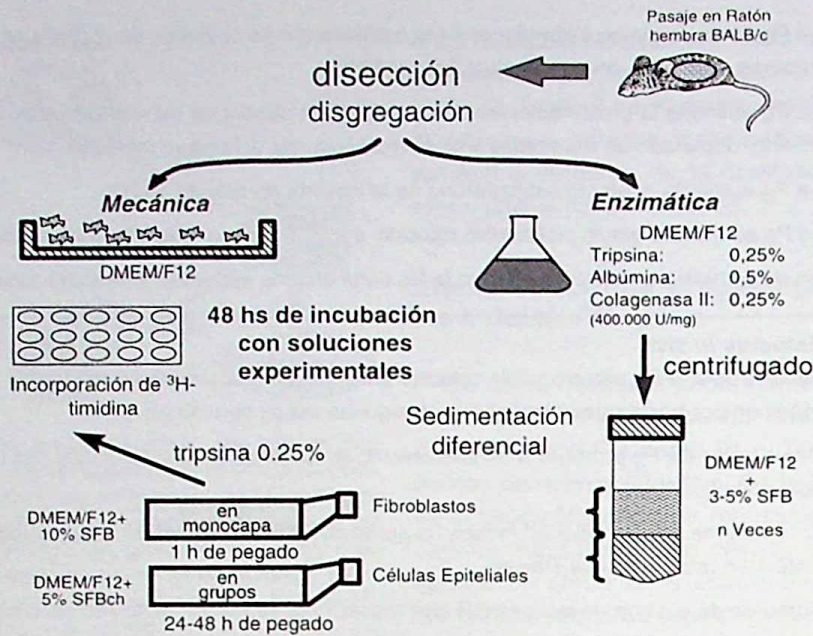 Pasaje en Ratón
hembra BALB/c
disección
disgregación
Mecánica
DMEM/F12
Enzimática
DMEM/F12
Tripsina: 0,25%
Albúmina: 0,5%
Colagenasa II: 0,25%
(400.000 U/mg)
48 hs de incubación
con soluciones
experimentales
Incorporación de ³H-
timidina
centrifugado
Sedimentación
diferencial
tripsina 0.25%
DMEM/F12
+
3-5% SFB
n Veces
DMEM/F12+
10% SFB
en
monocapa
Fibroblastos
1 h de pegado
DMEM/F12+
5% SFBch
en
grupos
Células Epiteliales
24-48 h de pegado